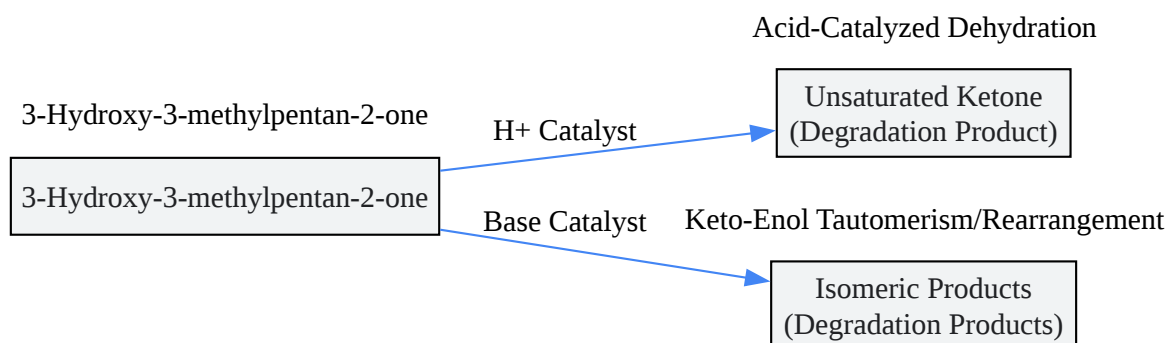 Acid-Catalyzed Dehydration
Unsaturated Ketone
(Degradation Product)
3-Hydroxy-3-methylpentan-2-one
H+ Catalyst
3-Hydroxy-3-methylpentan-2-one
Base Catalyst
Keto-Enol Tautomerism/Rearrangement
Isomeric Products
(Degradation Products)